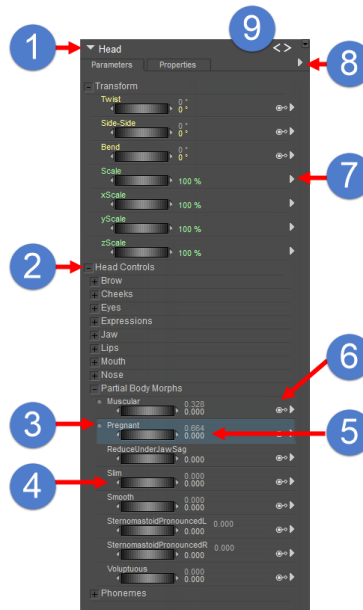 9
1
Head
< >
Parameters Properties
8
Transform
Twist
0 °
0 °
Side-Side
0 °
0 °
Bend
0 °
0 °
Scale
100 %
7
xScale
100 %
yScale
100 %
zScale
100 %
2
Head Controls
Brow
Cheeks
Eyes
Expressions
Jaw
Lips
Mouth
Nose
Partial Body Morphs
6
Muscular
0.328
0.000
3
Pregnant
0.664
0.000
5
ReduceUnderJawSag
0.000
4
Slim
0.000
0.000
Smooth
0.000
0.000
SternomastoidPronouncedL 0.000
0.000
SternomastoidPronouncedR 0.000
0.000
Voluptuous
0.000
0.000
Phonemes